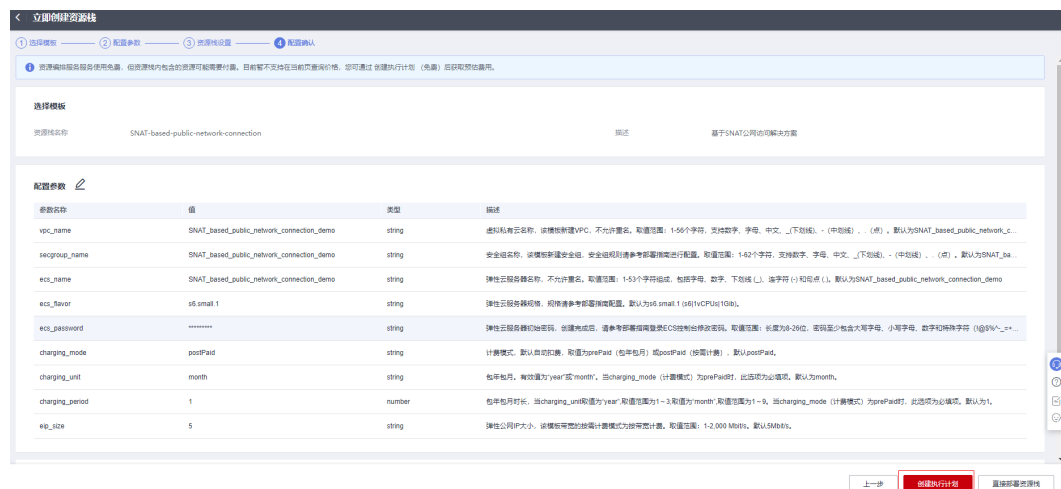 立即创建资源栈
1 选择模板 2 配置参数 3 资源栈设置 4 配置确认
资源编排服务服务使用免费，但资源栈内包含的资源可能需要付费。目前暂不支持在当前页查询价格，您可通过 创建执行计划 （免费）后获取预估费用。
选择模板
资源栈名称 SNAT-based-public-network-connection 描述 基于SNAT公网访问解决方案
配置参数
参数名称 值 类型 描述
vpc_name SNAT_based_public_network_connection_demo string 虚拟私有云名称，该模板新建VPC，不允许重名。取值范围：1-56个字符，支持数字、字母、中文、_(下划线)、-（中划线）、.（点）。默认为SNAT_based_public_network_c...
secgroup_name SNAT_based_public_network_connection_demo string 安全组名称，该模板新建安全组，安全组规则请参考部署指南进行配置。取值范围：1-62个字符，支持数字、字母、中文、_(下划线)、-（中划线）、.（点）。默认为SNAT_ba...
ecs_name SNAT_based_public_network_connection_demo string 弹性云服务器名称，不允许重名。取值范围：1-53个字符组成，包括字母、数字、下划线 (_)、连字符 (-) 和句点 (.)。默认为SNAT_based_public_network_connection_demo
ecs_flavor s6.small.1 string 弹性云服务器规格，规格请参考部署指南配置。默认为s6.small.1 (s6|1vCPUs|1Gib)。
ecs_password ********* string 弹性云服务器初始密码，创建完成后，请参考部署指南登录ECS控制台修改密码。取值范围：长度为8-26位，密码至少包含大写字母、小写字母、数字和特殊字符（!@$%^-_=+...
charging_mode postPaid string 计费模式，默认自动扣费，取值为prePaid（包年包月）或postPaid（按需计费），默认postPaid。
charging_unit month string 包年包月。有效值为"year"或"month"。当charging_mode（计费模式）为prePaid时，此选项为必填项。默认为month。
charging_period 1 number 包年包月时长，当charging_unit取值为"year",取值范围为1～3;取值为"month",取值范围为1～9。当charging_mode（计费模式）为prePaid时，此选项为必填项。默认为1。
eip_size 5 string 弹性公网IP大小，该模板带宽的按需计费模式为按带宽计费。取值范围：1-2,000 Mbit/s。默认5Mbit/s。
上一步 创建执行计划 直接部署资源栈